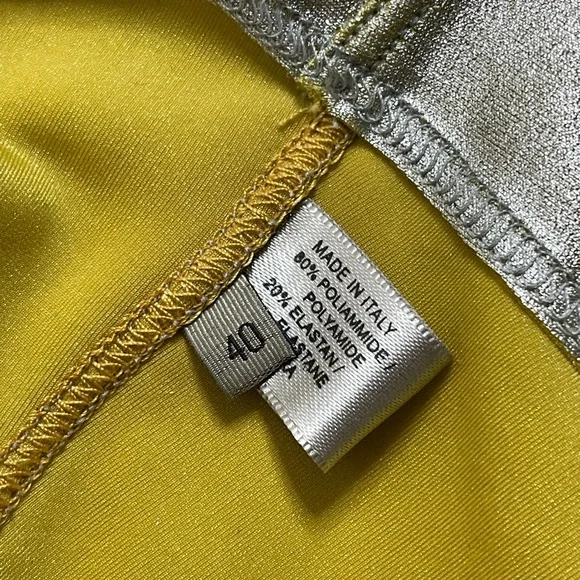 MADE IN ITALY
80% POLIAMMIDE /
POLYAMIDE
20% ELASTAN /
ELASTANE
40